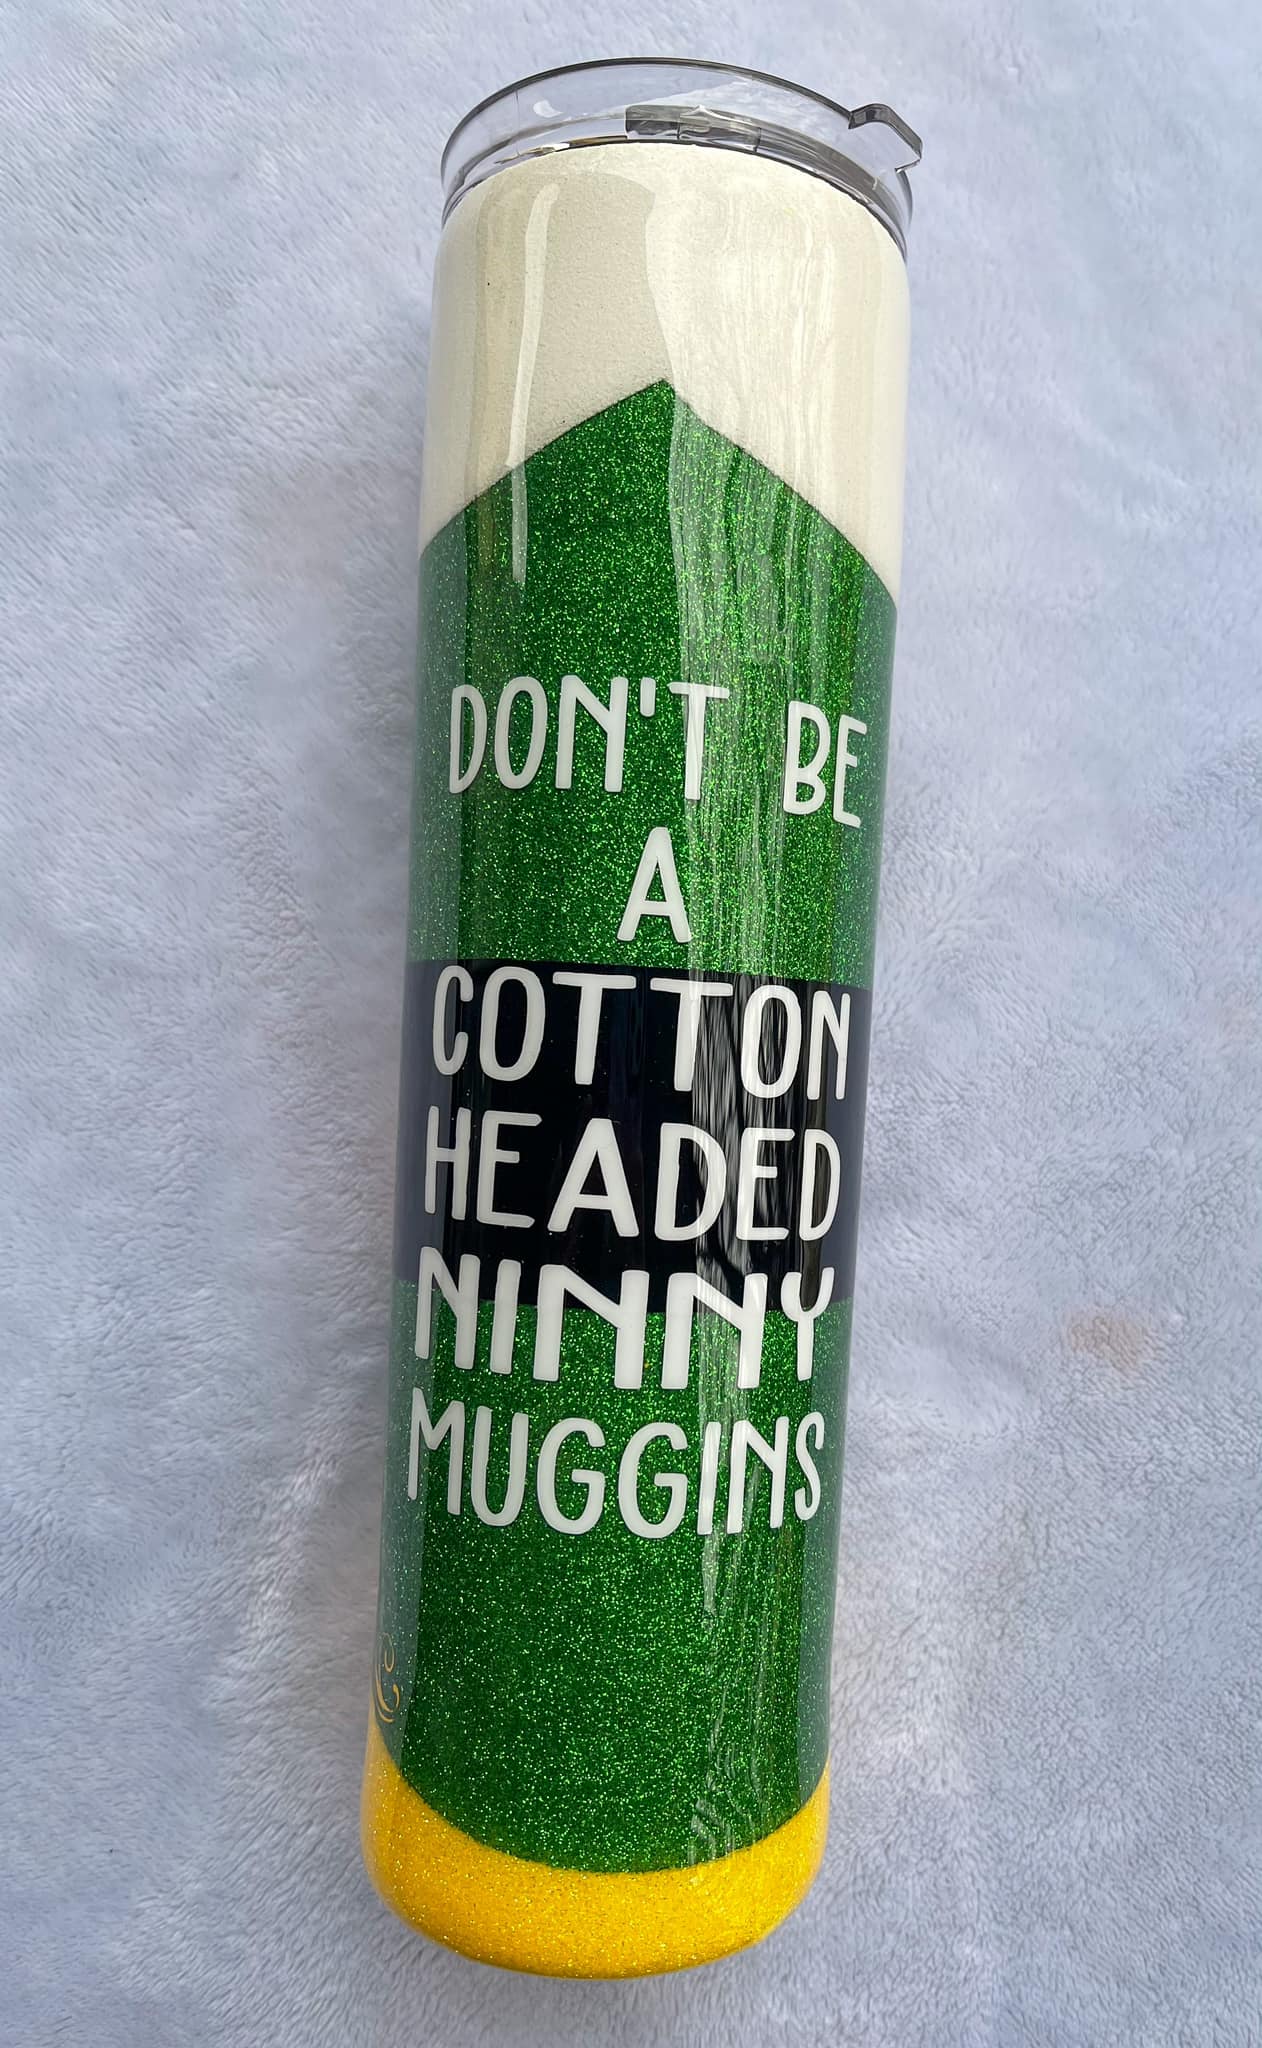 DON'T BE
A
COTTON
HEADED
NINNY
MUGGINS